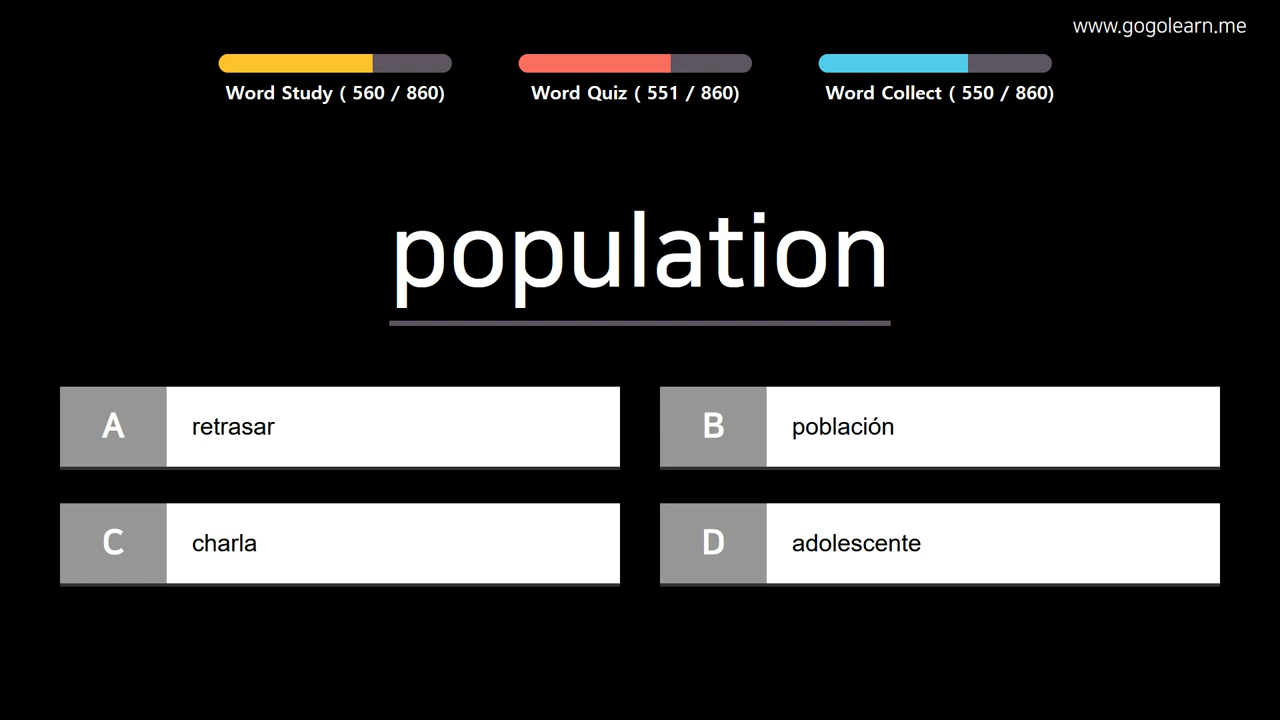 www.gogolearn.me
Word Study ( 560 / 860)
Word Quiz ( 551 / 860)
Word Collect ( 550 / 860)
population
A retrasar
B población
C charla
D adolescente